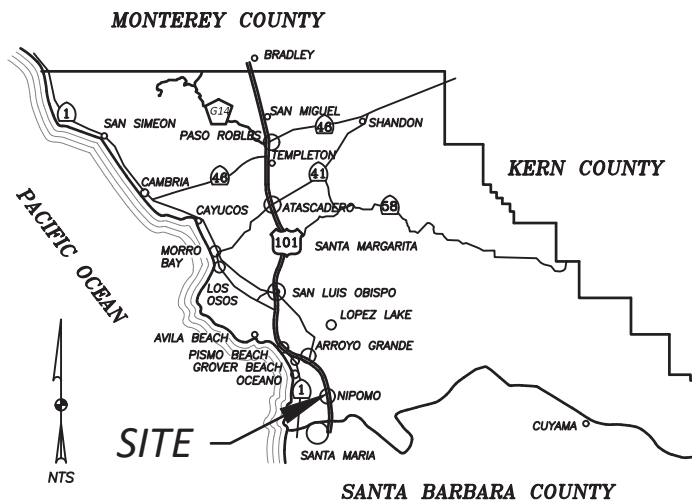 MONTEREY COUNTY
BRADLEY
1
G14
SAN MIGUEL
SAN SIMEON
PASO ROBLES
46
SHANDON
TEMPLETON
KERN COUNTY
46
41
CAMBRIA
58
CAYUCOS
ATASCADERO
PACIFIC OCEAN
101
SANTA MARGARITA
MORRO
BAY
LOS
OSOS
SAN LUIS OBISPO
LOPEZ LAKE
AVILA BEACH
ARROYO GRANDE
PISMO BEACH
GROVER BEACH
OCEANO
1
NIPOMO
SITE
CUYAMA
SANTA MARIA
NTS
SANTA BARBARA COUNTY